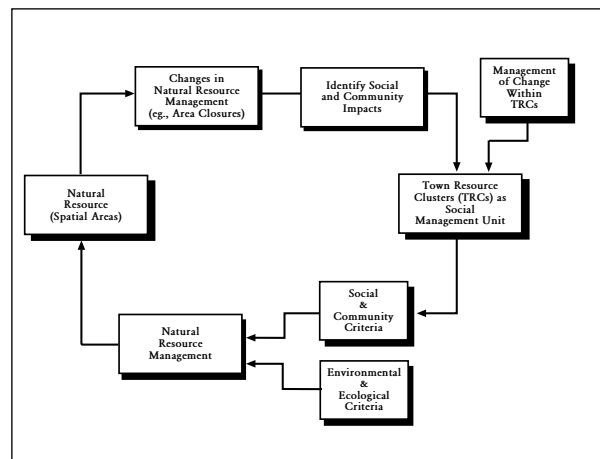 Changes in
Natural Resource
Management
(eg., Area Closures)
Identify Social
and Community
Impacts
Management
of Change
Within
TRCs
Natural
Resource
(Spatial Areas)
Town Resource
Clusters (TRCs) as
Social
Management Unit
Natural
Resource
Management
Social
&
Community
Criteria
Environmental
&
Ecological
Criteria